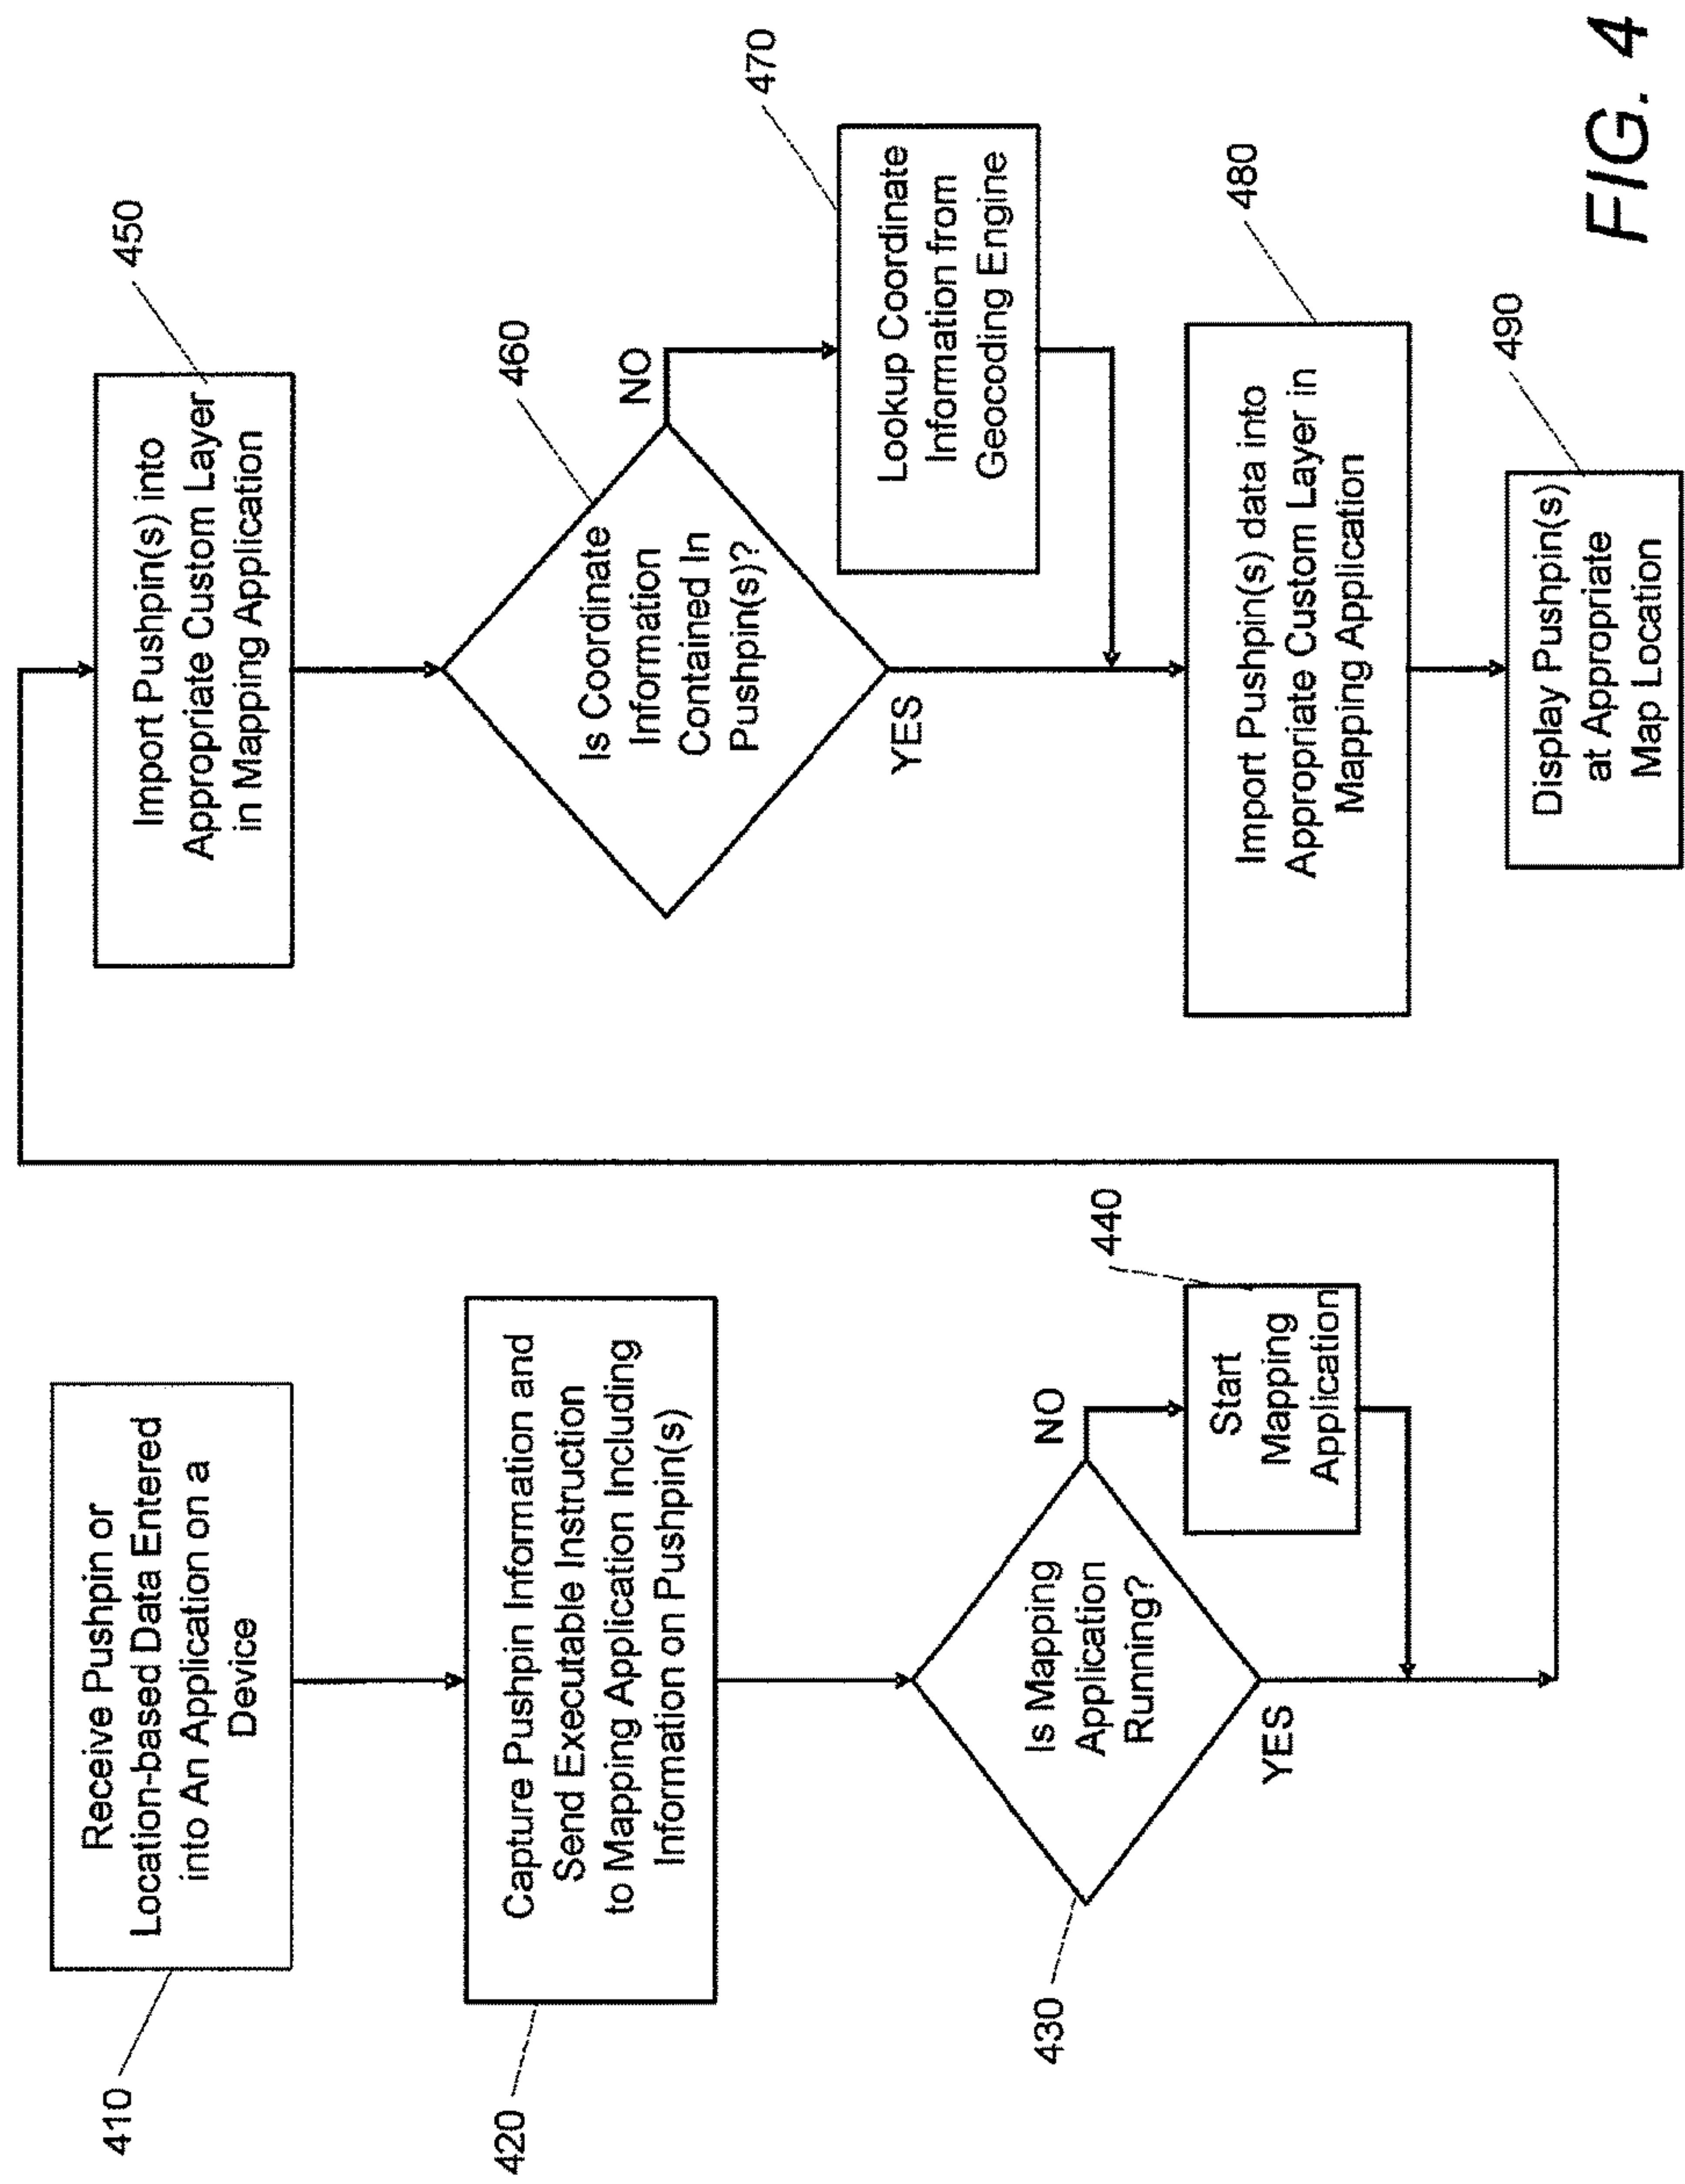 410
Receive Pushpin or
Location-based Data Entered
into An Application on a
Device
420
Capture Pushpin Information and
Send Executable Instruction
to Mapping Application Including
Information on Pushpin(s)
430
Is Mapping
Application
Running?
NO
YES
440
Start
Mapping
Application
450
Import Pushpin(s) into
Appropriate Custom Layer
in Mapping Application
460
Is Coordinate
Information
Contained In
Pushpin(s)?
NO
YES
470
Lookup Coordinate
Information from
Geocoding Engine
480
Import Pushpin(s) data into
Appropriate Custom Layer in
Mapping Application
490
Display Pushpin(s)
at Appropriate
Map Location
FIG. 4